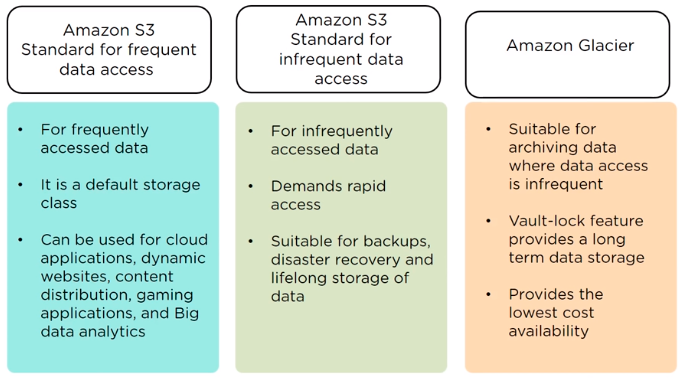 Amazon S3
Standard for frequent
data access
• For frequently
accessed data
• It is a default storage
class
• Can be used for cloud
applications, dynamic
websites, content
distribution, gaming
applications, and Big
data analytics
Amazon S3
Standard for
infrequent data
access
• For infrequently
accessed data
• Demands rapid
access
• Suitable for backups,
disaster recovery and
lifelong storage of
data
Amazon Glacier
• Suitable for
archiving data
where data access
is infrequent
• Vault-lock feature
provides a long
term data storage
• Provides the
lowest cost
availability